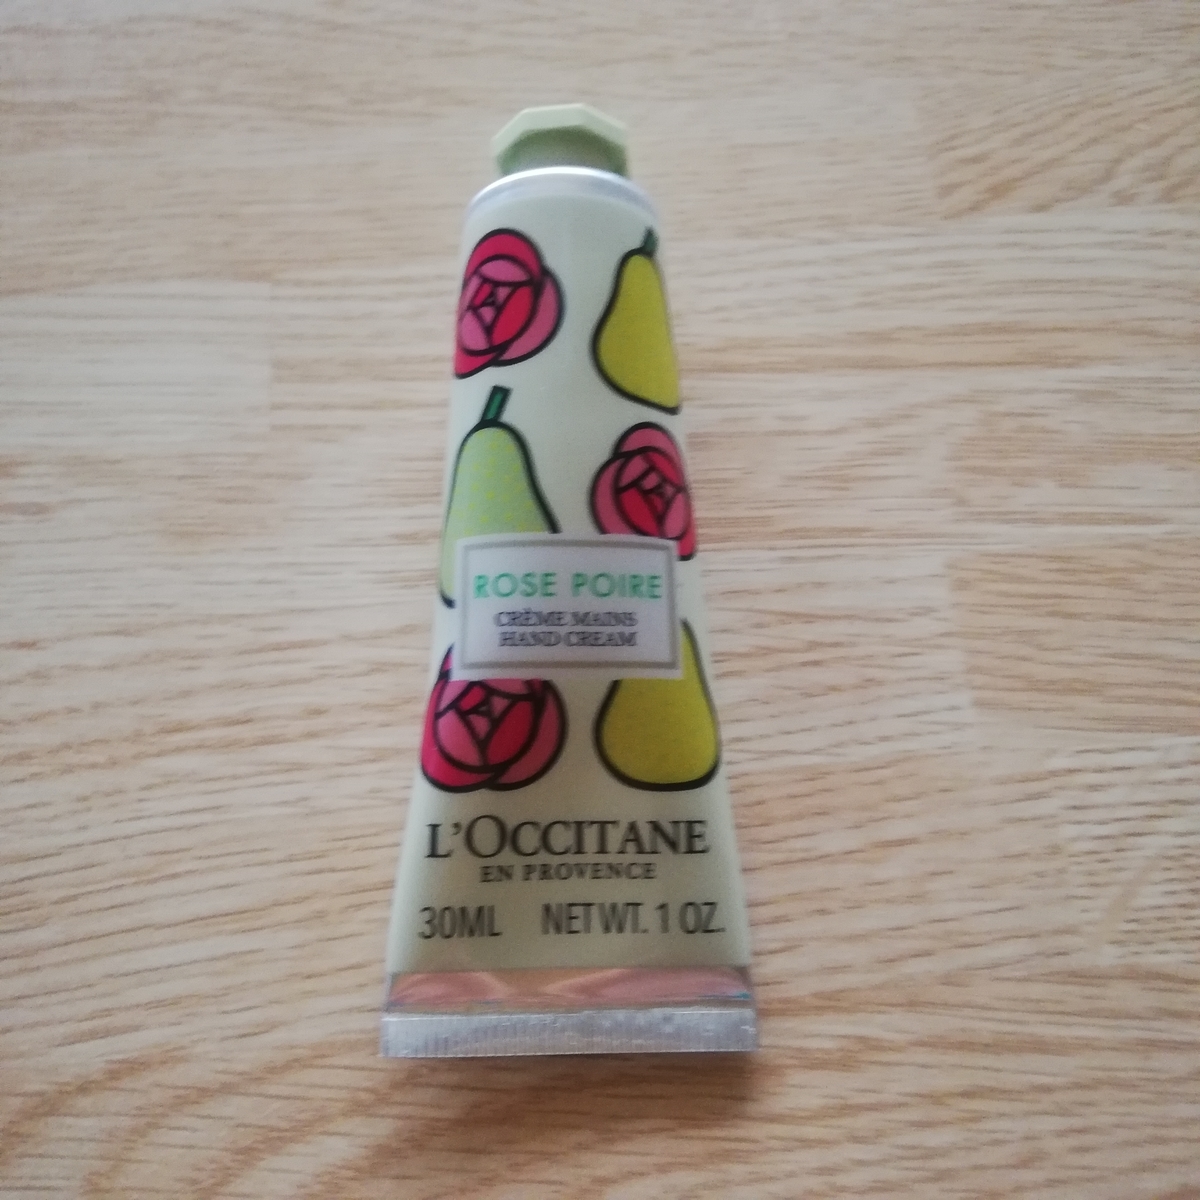 ROSE POIRE
CRÈME MAINS
HAND CREAM
L'OCCITANE
EN PROVENCE
30ML NET WT. 1 OZ.